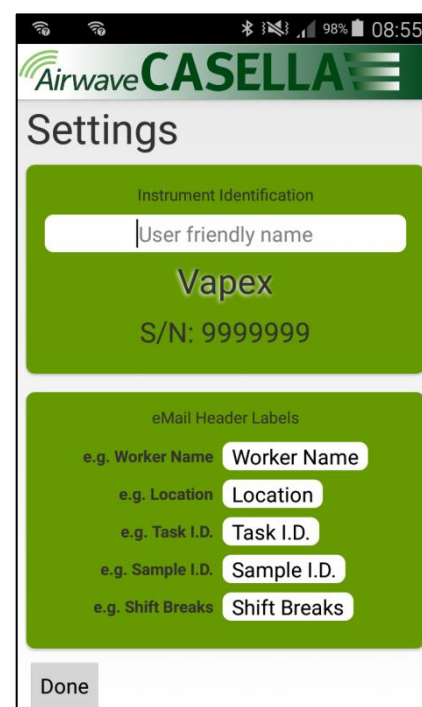 98% 08:55
Airwave CASELLA
Settings
Instrument Identification
User friendly name
Vapex
S/N: 9999999
eMail Header Labels
e.g. Worker Name Worker Name
e.g. Location Location
e.g. Task I.D. Task I.D.
e.g. Sample I.D. Sample I.D.
e.g. Shift Breaks Shift Breaks
Done